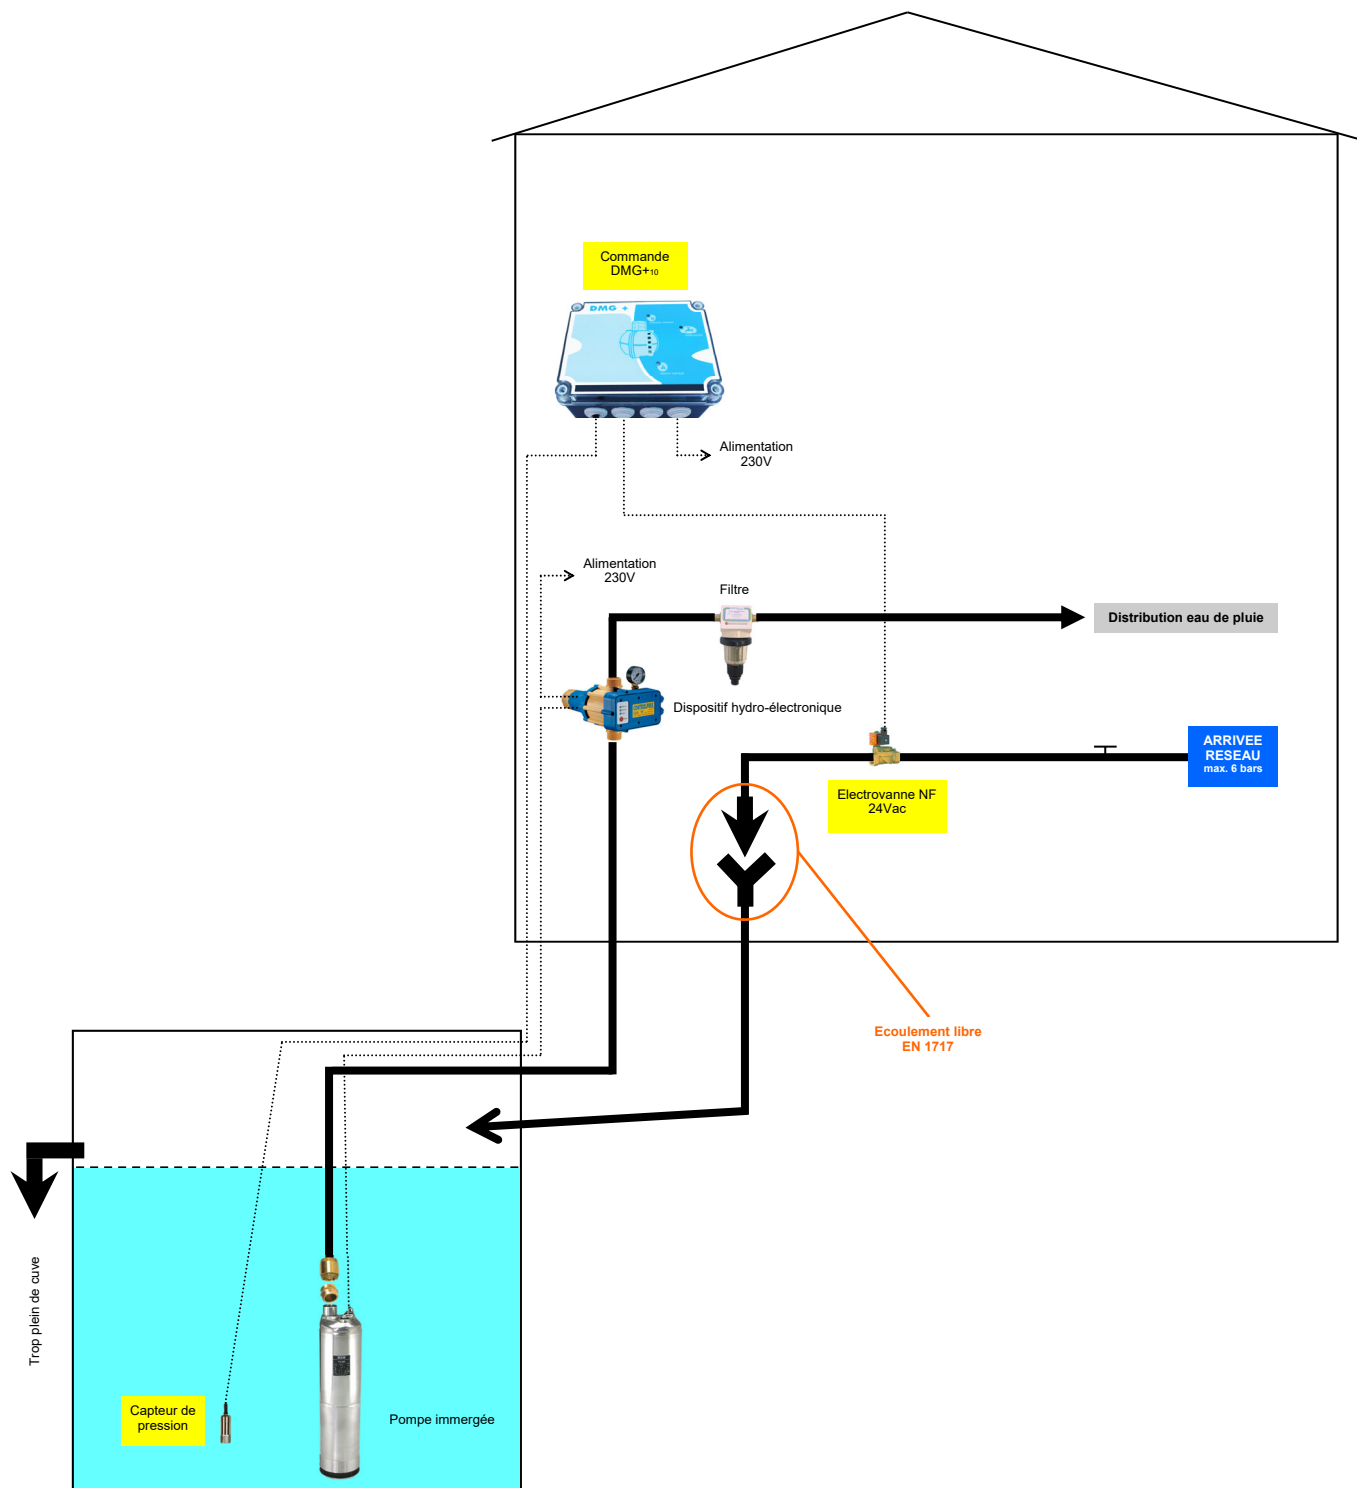 Commande
DMG+10
DMG +
Alimentation
230V
Alimentation
230V
Filtre
Distribution eau de pluie
Dispositif hydro-électronique
ARRIVEE
RESEAU
max. 6 bars
Electrovanne NF
24Vac
Ecoulement libre
EN 1717
Trop plein de cuve
Capteur de
pression
Pompe immergée